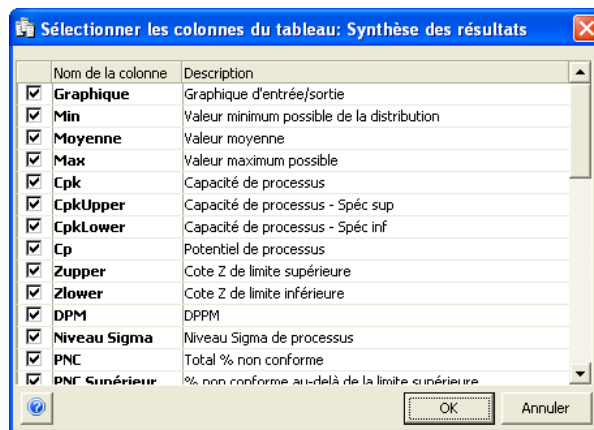 Sélectionner les colonnes du tableau: Synthèse des résultats
Nom de la colonne Description
Graphique Graphique d'entrée/sortie
Min Valeur minimum possible de la distribution
Moyenne Valeur moyenne
Max Valeur maximum possible
Cpk Capacité de processus
CpkUpper Capacité de processus - Spéc sup
CpkLower Capacité de processus - Spéc inf
Cp Potentiel de processus
Zupper Cote Z de limite supérieure
Zlower Cote Z de limite inférieure
DPM DPPM
Niveau Sigma Niveau Sigma de processus
PNC Total % non conforme
PNC Supérieur % non conforme au-delà de la limite supérieure
? OK Annuler